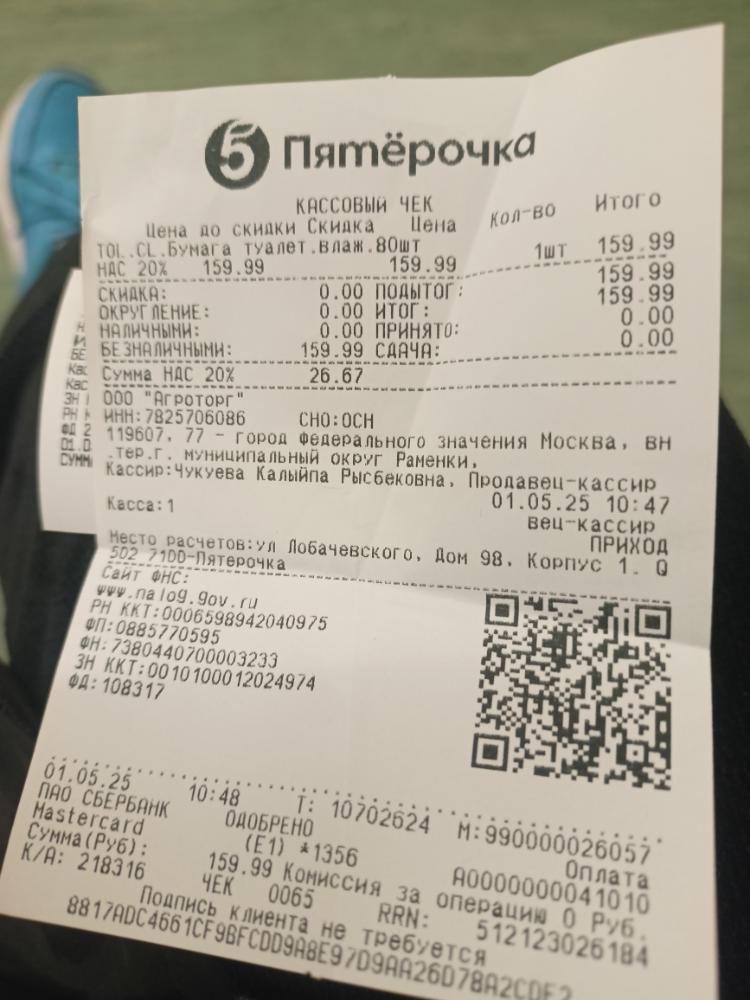 5 Пятёрочка
КАССОВЫЙ ЧЕК
Цена до скидки Скидка Цена Кол-во Итого
TOL.CL.Бумага туалет.влаж.80шт
1шт 159.99
НДС 20% 159.99 159.99
СКИДКА: 0.00 ПОДЫТОГ: 159.99
ОКРУГЛЕНИЕ: 0.00 ИТОГ: 159.99
НАЛИЧНЫМИ: 0.00 ПРИНЯТО: 0.00
БЕЗНАЛИЧНЫМИ: 159.99 СДАЧА: 0.00
Сумма НДС 20% 26.67
ООО "Агроторг"
ИНН:7825706086 СНО:ОСН
119607, 77 - город федерального значения Москва, вн
.тер.г. муниципальный округ Раменки,
Кассир:Чукуева Калыйпа Рысбековна, Продавец-кассир
Касса:1 01.05.25 10:47
вец-кассир
ПРИХОД
Место расчетов:ул Лобачевского, Дом 98, Корпус 1. Q
502 71DD-Пятерочка
Сайт ФНС:
www.nalog.gov.ru
РН ККТ:0006598942040975
ФП:0885770595
ФН:7380440700003233
ЗН ККТ:0010100012024974
ФД:108317
01.05.25 10:48 Т: 10702624 М:990000026057
ПАО СБЕРБАНК ОДОБРЕНО Оплата
Mastercard (E1) *1356 A0000000041010
Сумма(Руб): 159.99 Комиссия за операцию 0 Руб.
К/А: 218316 ЧЕК 0065 RRN: 512123026184
Подпись клиента не требуется
8817ADC4661CF9BFCDD9A8E97D9AA26D78A2CDE2